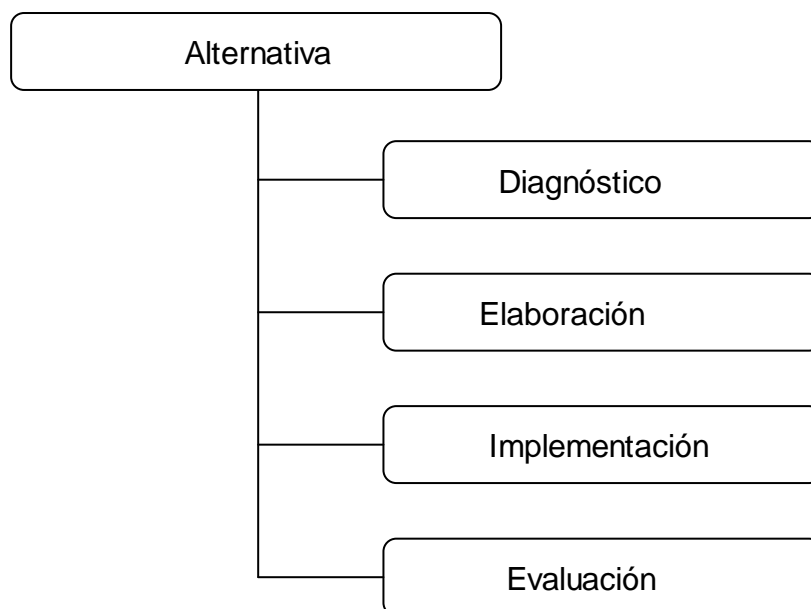 Alternativa
Diagnóstico
Elaboración
Implementación
Evaluación